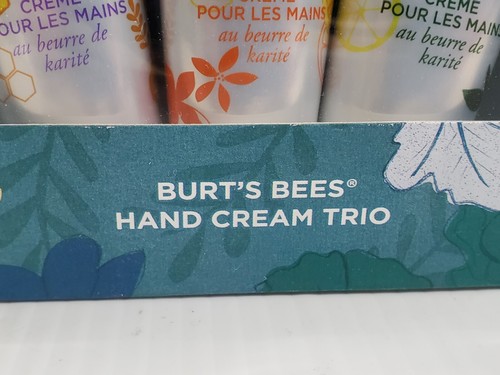 CRÈME
POUR LES MAINS
au beurre de
karité
CRÈME
POUR LES MAINS
au beurre de
karité
CRÈME
POUR LES MAINS
au beurre de
karité
BURT'S BEES®
HAND CREAM TRIO